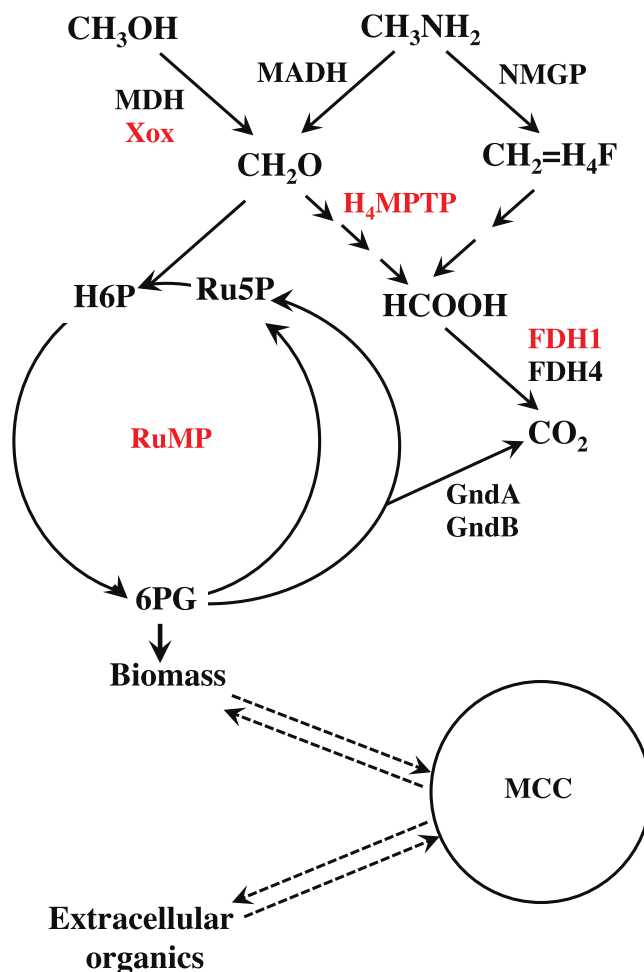 CH₃OH
CH₃NH₂
MADH
NMGP
MDH
Xox
CH₂O
CH₂=H₄F
H₄MPTP
H6P
Ru5P
HCOOH
FDH1
FDH4
RuMP
CO₂
GndA
GndB
6PG
Biomass
MCC
Extracellular
organics